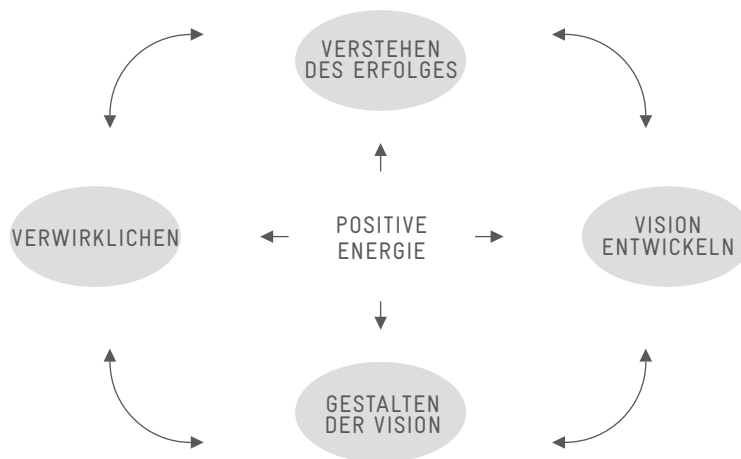 VERSTEHEN
DES ERFOLGES
VERWIRKLICHEN
POSITIVE
ENERGIE
VISION
ENTWICKELN
GESTALTEN
DER VISION